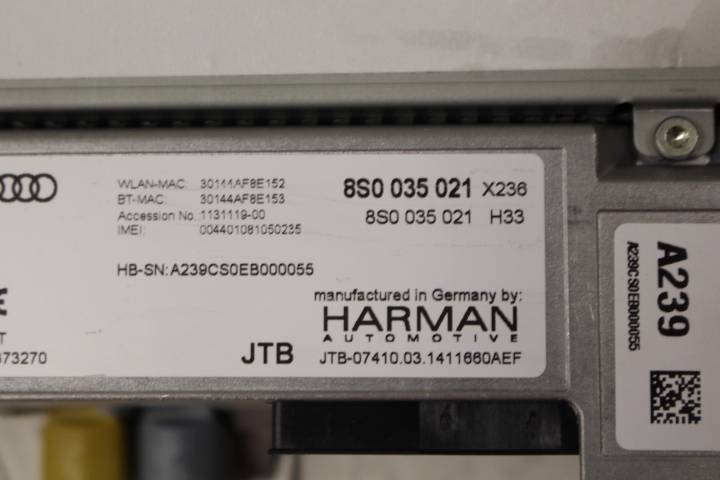 WLAN-MAC: 30144AF8E152
BT-MAC: 30144AF8E153
Accession No. 1131119-00
IMEI: 004401081050235
8S0 035 021 X236
8S0 035 021 H33
HB-SN: A239CS0EB000055
manufactured in Germany by:
HARMAN
AUTOMOTIVE
JTB JTB-07410.03.1411660AEF
T
673270
A239
A239CS0EB000055